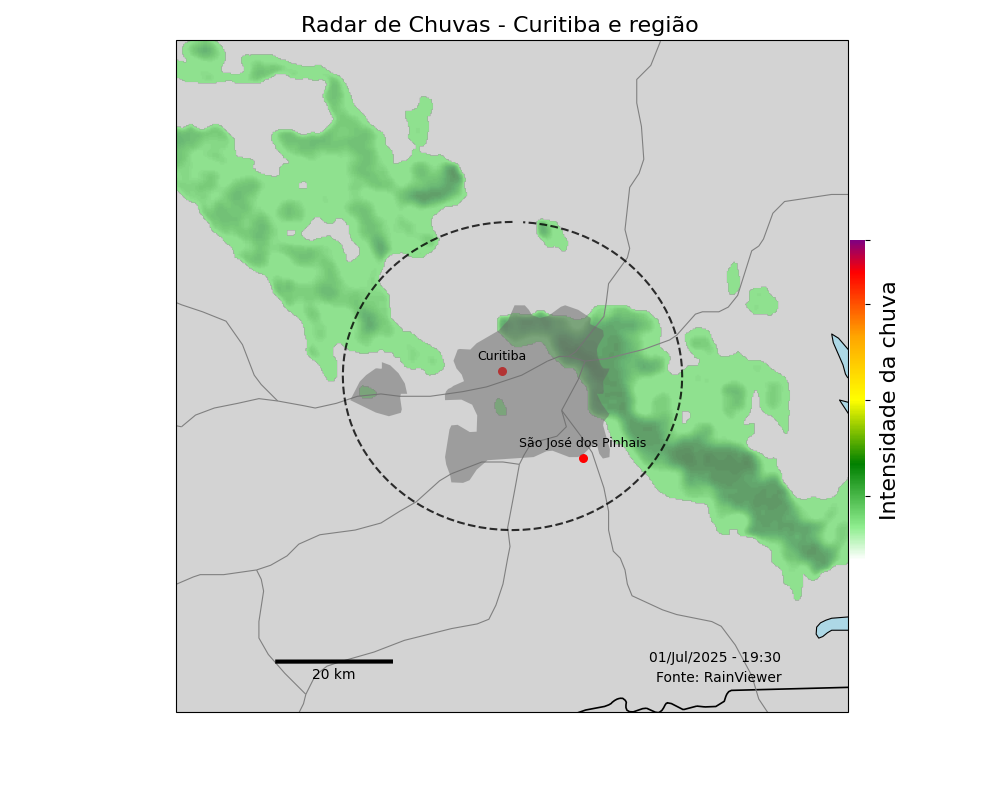 Radar de Chuvas - Curitiba e região
Curitiba
São José dos Pinhais
Intensidade da chuva
20 km
01/Jul/2025 - 19:30
Fonte: RainViewer